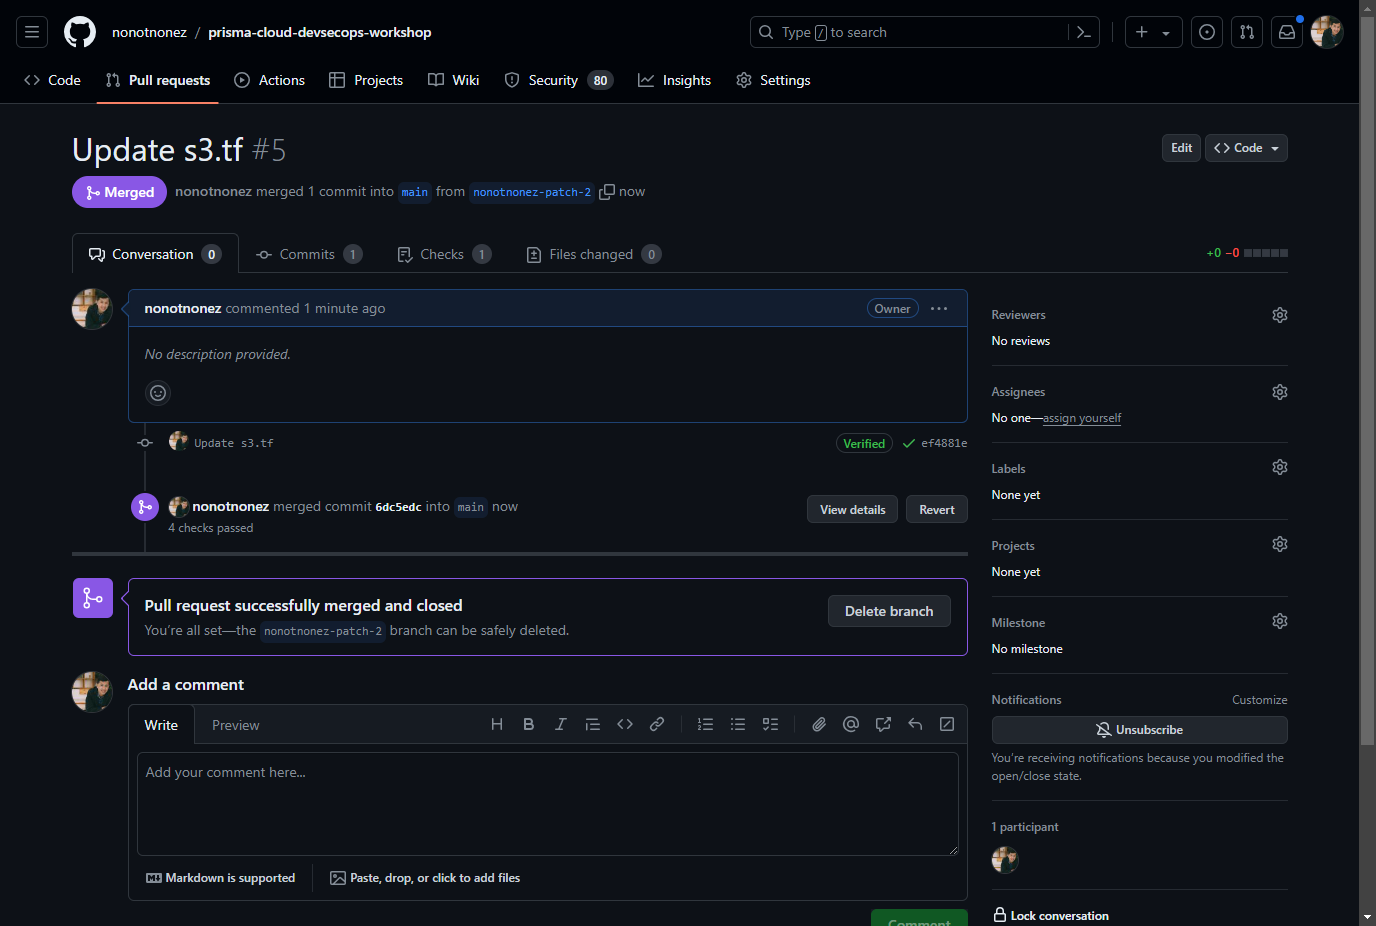 nonotnonez / prisma-cloud-devsecops-workshop
Type / to search
Code
Pull requests
Actions
Projects
Wiki
Security 80
Insights
Settings
Update s3.tf #5
Edit
Code
Merged
nonotnonez merged 1 commit into main from nonotnonez-patch-2 now
Conversation 0
Commits 1
Checks 1
Files changed 0
+0 −0
nonotnonez commented 1 minute ago
Owner
No description provided.
Update s3.tf
Verified
ef4881e
nonotnonez merged commit 6dc5edc into main now
4 checks passed
View details
Revert
Pull request successfully merged and closed
You're all set—the nonotnonez-patch-2 branch can be safely deleted.
Delete branch
Add a comment
Write
Preview
Add your comment here...
Markdown is supported
Paste, drop, or click to add files
Comment
Reviewers
No reviews
Assignees
No one—assign yourself
Labels
None yet
Projects
None yet
Milestone
No milestone
Notifications
Customize
Unsubscribe
You're receiving notifications because you modified the
open/close state.
1 participant
Lock conversation